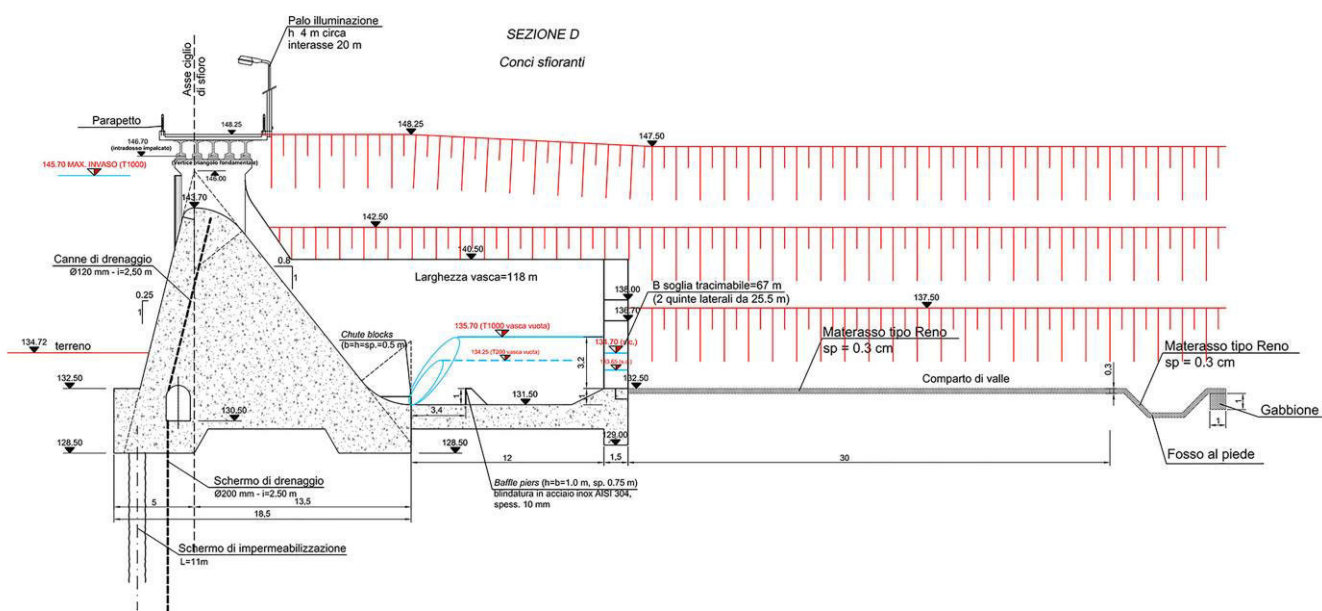 Palo illuminazione
h 4 m circa
interasse 20 m
SEZIONE D
Conci sfioranti
Asse ciglio
di sfioro
Parapetto
148.25
148.25
147.50
146.70
(intradosso impalcato)
(Vertice triangolo fondamentale)
145.70 MAX. INVASO (T1000)
146.00
143.70
142.50
140.50
Canne di drenaggio
Ø120 mm - i=2,50 m
0.8
1
Larghezza vasca=118 m
B soglia tracimabile=67 m
(2 quinte laterali da 25.5 m)
0.25
1
138.00
137.50
136.70
Chute blocks
(b=h=sp.=0.5 m)
135.70 (T1000 vasca vuota)
134.25 (T200 vasca vuota)
134.72
terreno
Materasso tipo Reno
sp = 0.3 cm
Materasso tipo Reno
sp = 0.3 cm
3,2
0,3
132.50
132.50
Comparto di valle
1
1
131.50
3,4
130.50
1
1
Gabbione
Fosso al piede
129.00
128.50
128.50
12
1,5
30
Schermo di drenaggio
Ø200 mm - i=2.50 m
Baffle piers (h=b=1.0 m, sp. 0.75 m)
blindatura in acciaio inox AISI 304,
spess. 10 mm
5
13,5
18,5
Schermo di impermeabilizzazione
L=11m